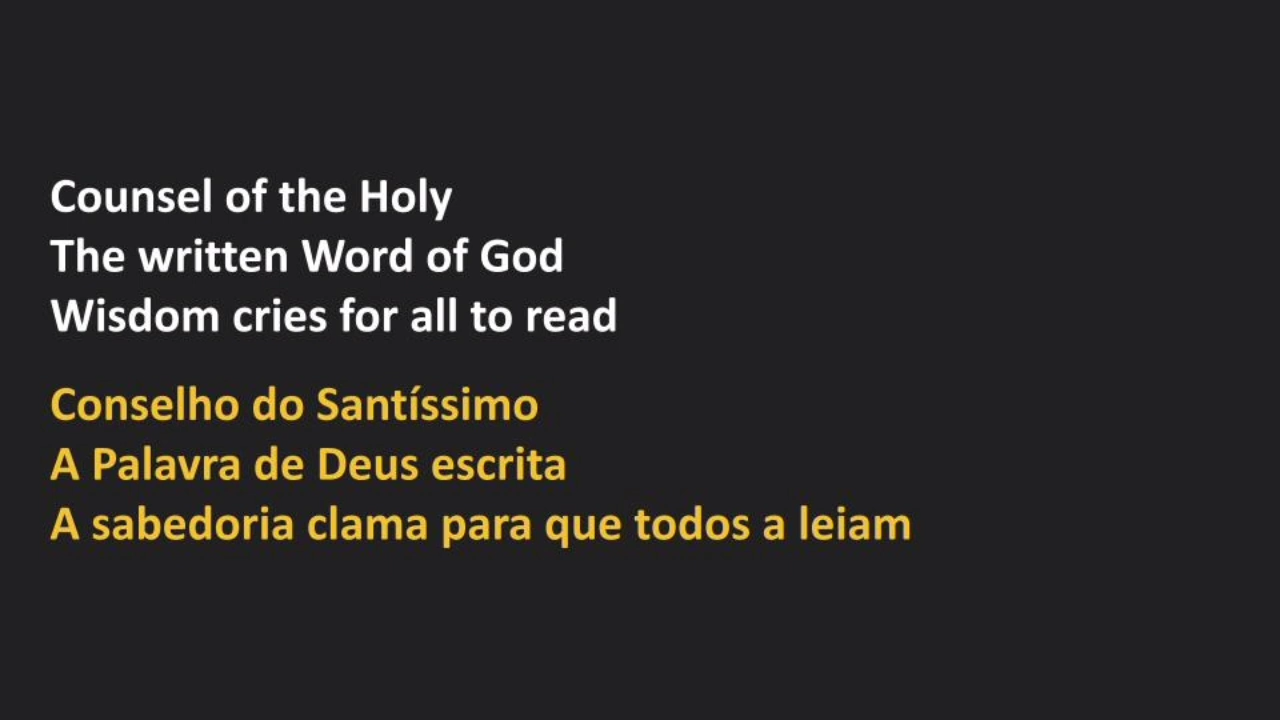 Counsel of the Holy
The written Word of God
Wisdom cries for all to read
Conselho do Santíssimo
A Palavra de Deus escrita
A sabedoria clama para que todos a leiam